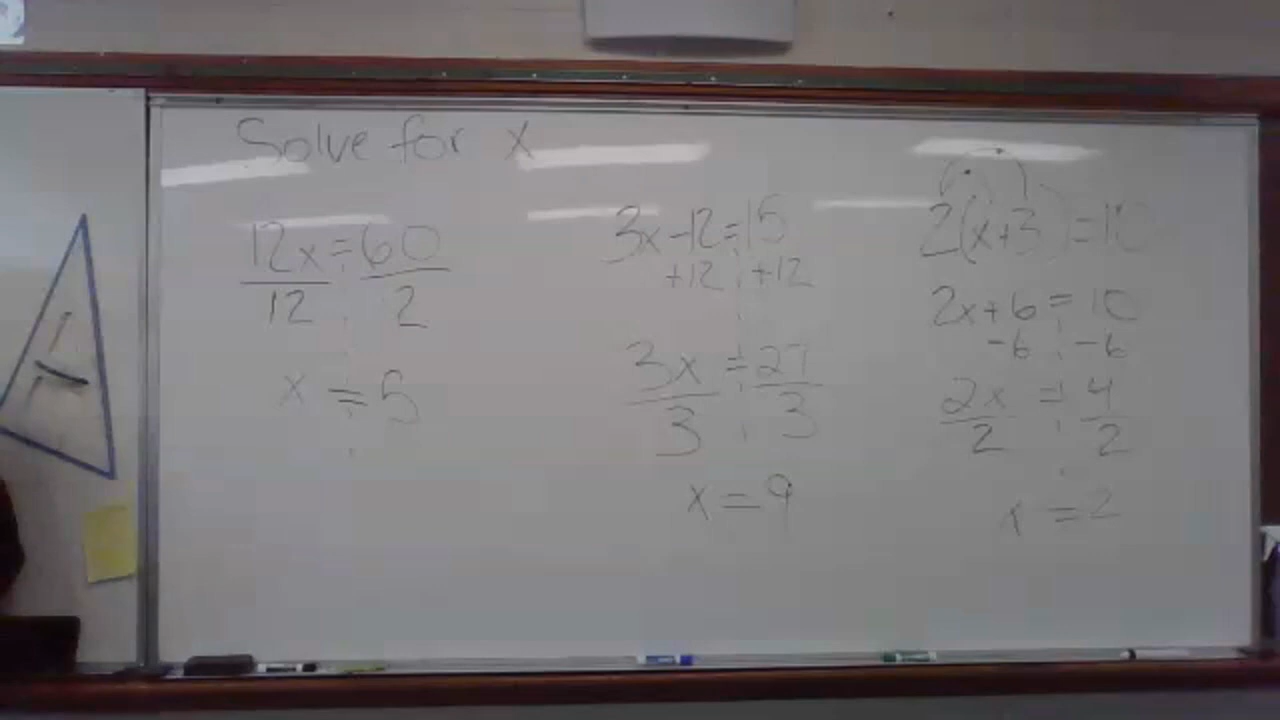 Solve for x
12x = 60
12 2
x = 5
3x - 12 = 15
+12 +12
3x = 27
3 3
x = 9
2(x+3) = 10
2x + 6 = 10
-6 -6
2x = 4
2 2
x = 2